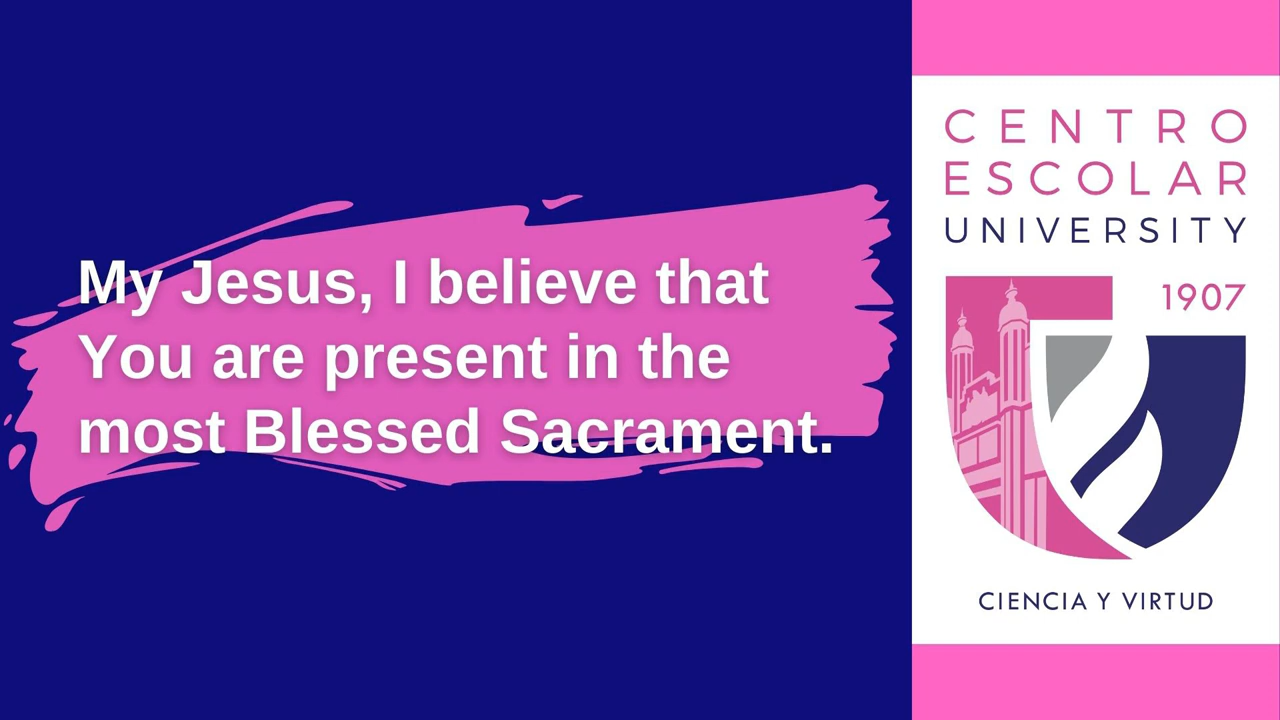 My Jesus, I believe that
You are present in the
most Blessed Sacrament.
CENTRO
ESCOLAR
UNIVERSITY
1907
CIENCIA Y VIRTUD